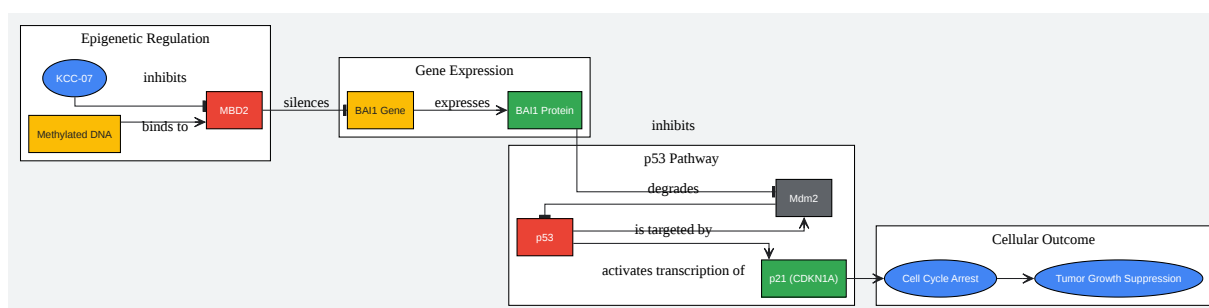 Epigenetic Regulation
KCC-07
inhibits
MBD2
Methylated DNA
binds to
silences
Gene Expression
BAI1 Gene
expresses
BAI1 Protein
inhibits
p53 Pathway
degrades
Mdm2
p53
is targeted by
activates transcription of
p21 (CDKN1A)
Cellular Outcome
Cell Cycle Arrest
Tumor Growth Suppression